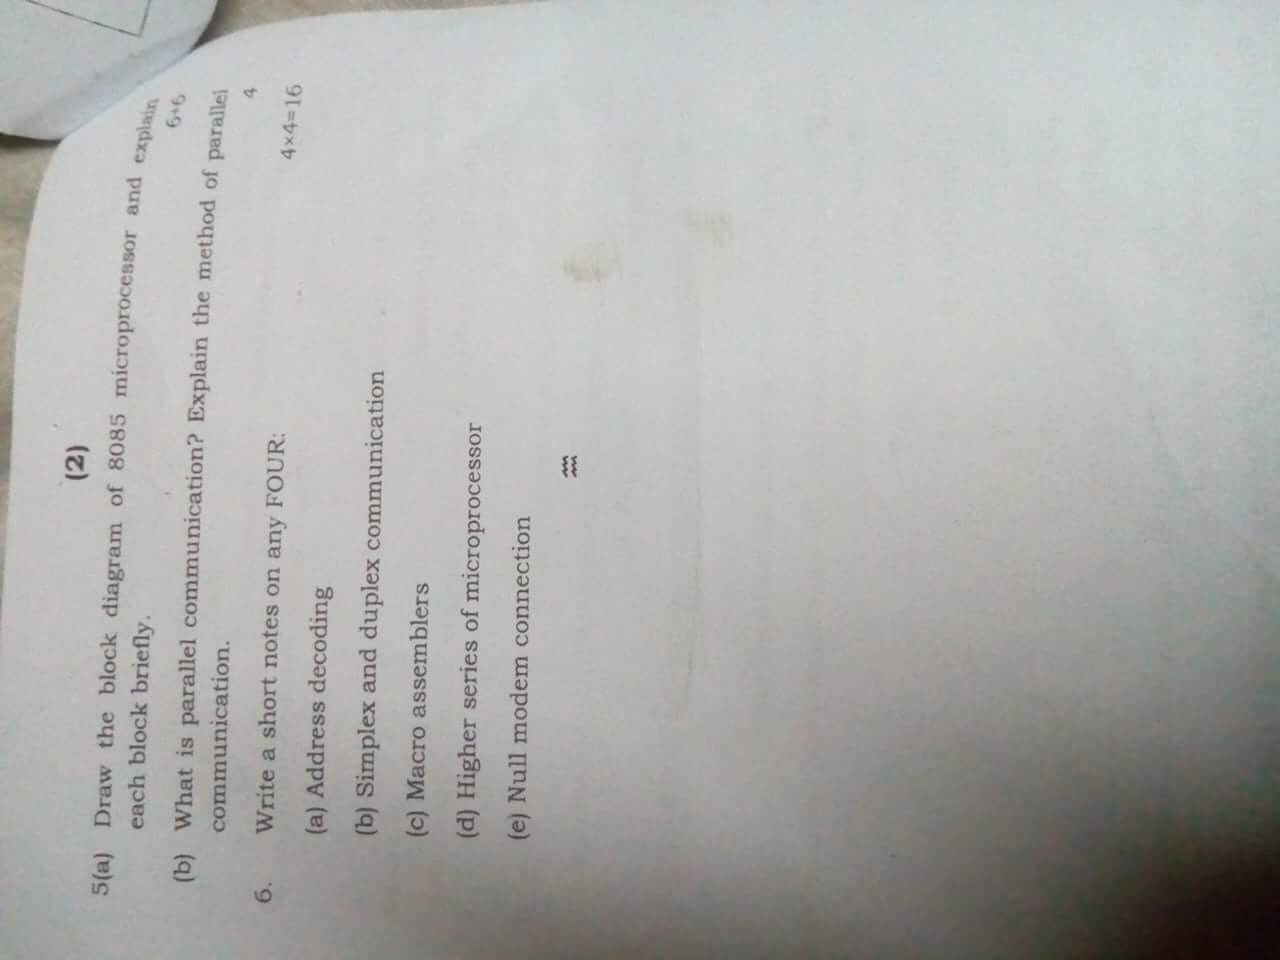 (2)
5(a) Draw the block diagram of 8085 microprocessor and explain
each block briefly. 6+6
(b) What is parallel communication? Explain the method of parallel
communication. 4
6. Write a short notes on any FOUR: 4×4=16
(a) Address decoding
(b) Simplex and duplex communication
(c) Macro assemblers
(d) Higher series of microprocessor
(e) Null modem connection